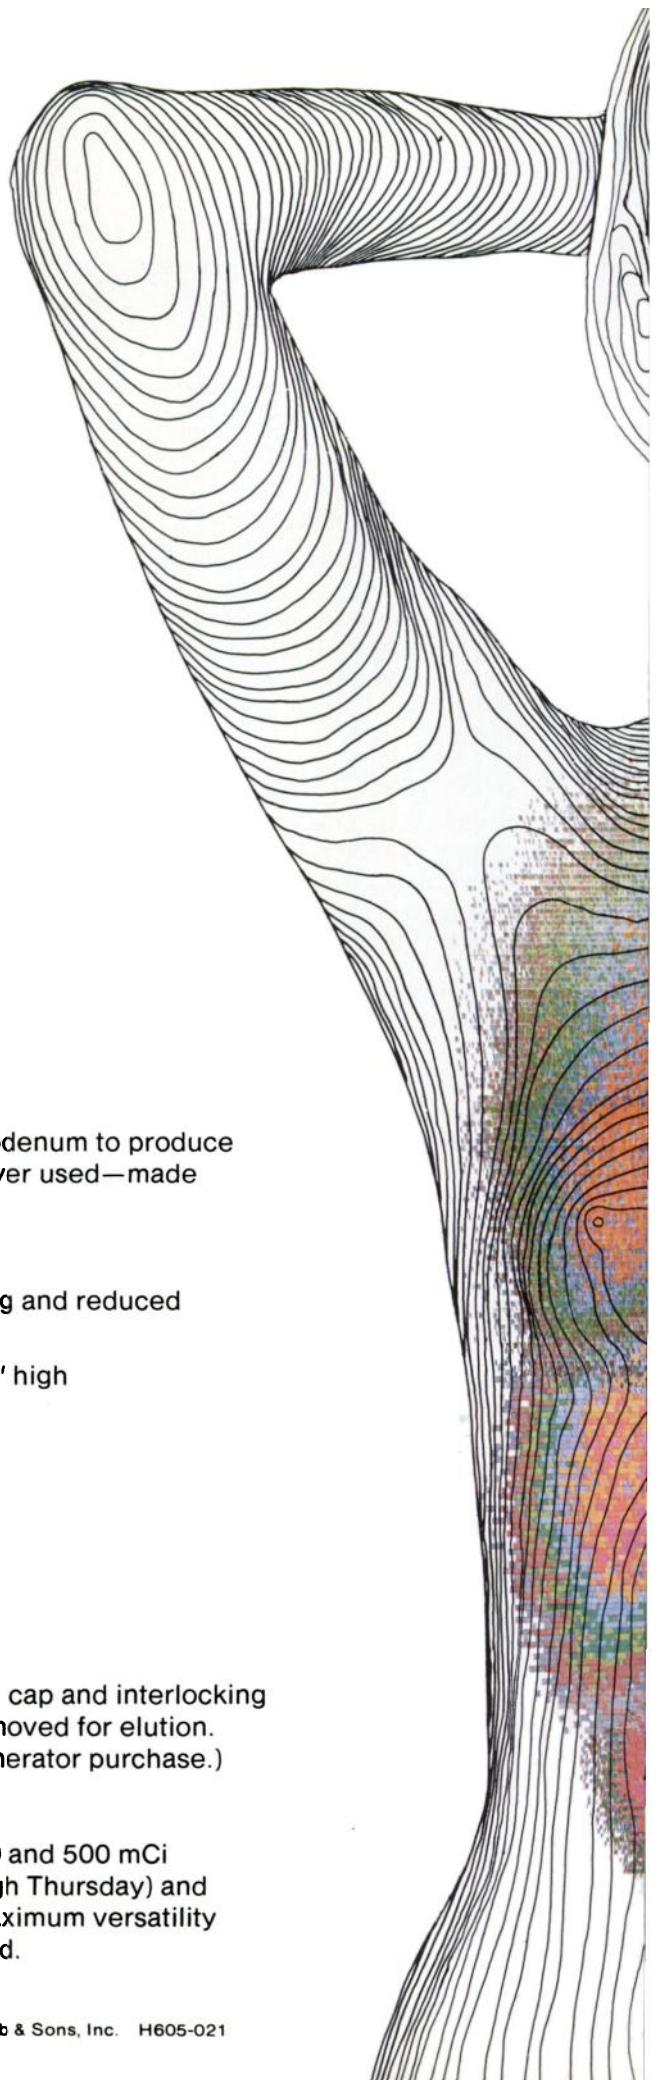 denum to produce
ver used—made
g and reduced
" high
cap and interlocking
noved for elution.
nerator purchase.)
and 500 mCi
gh Thursday) and
aximum versatility
d.
b & Sons, Inc. H605-021